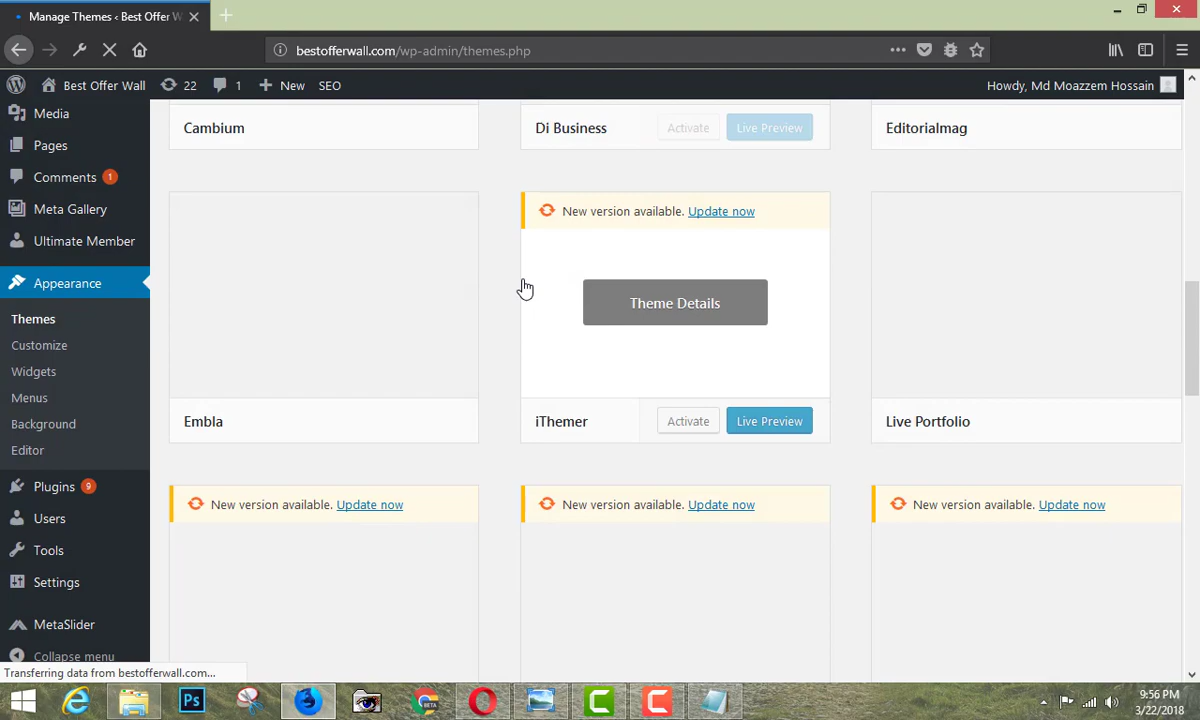 Manage Themes ‹ Best Offer W
bestofferwall.com/wp-admin/themes.php
Best Offer Wall 22 1 New SEO Howdy, Md Moazzem Hossain
Media
Pages
Comments 1
Meta Gallery
Ultimate Member
Appearance
Themes
Customize
Widgets
Menus
Background
Editor
Plugins 9
Users
Tools
Settings
MetaSlider
Collapse menu
Cambium
Di Business Activate Live Preview
Editorialmag
New version available. Update now
Theme Details
Embla
iThemer Activate Live Preview
Live Portfolio
New version available. Update now
New version available. Update now
New version available. Update now
Transferring data from bestofferwall.com...
Ps
BETA
9:56 PM
3/22/2018